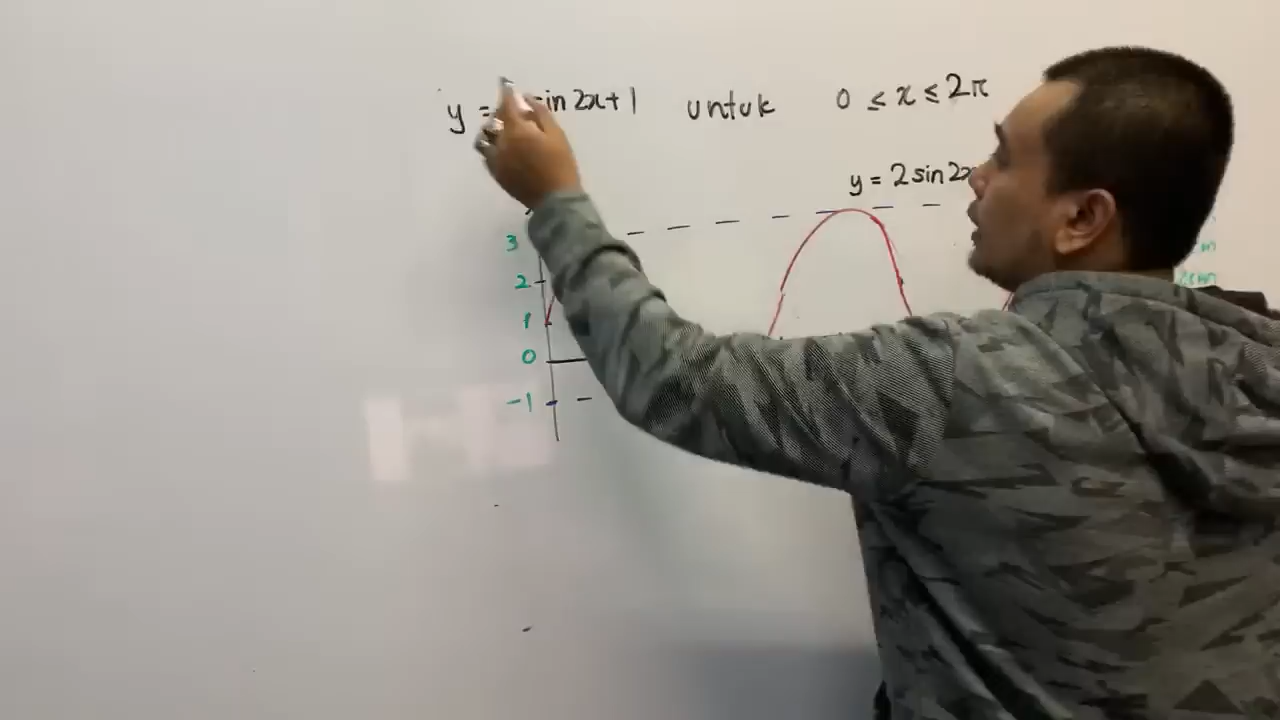 y = sin 2x + 1 untuk 0 ≤ x ≤ 2π
y = 2 sin 2x
3
2
1
0
-1